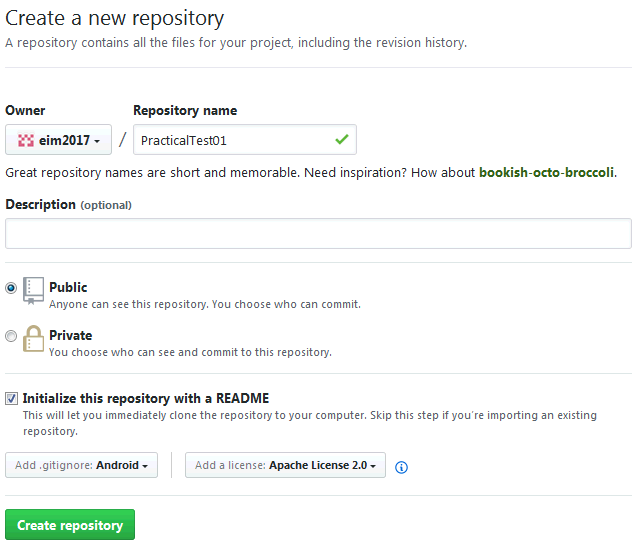 Create a new repository
A repository contains all the files for your project, including the revision history.
Owner
Repository name
eim2017 / PracticalTest01
Great repository names are short and memorable. Need inspiration? How about bookish-octo-broccoli.
Description (optional)
Public
Anyone can see this repository. You choose who can commit.
Private
You choose who can see and commit to this repository.
Initialize this repository with a README
This will let you immediately clone the repository to your computer. Skip this step if you're importing an existing
repository.
Add .gitignore: Android
Add a license: Apache License 2.0
Create repository